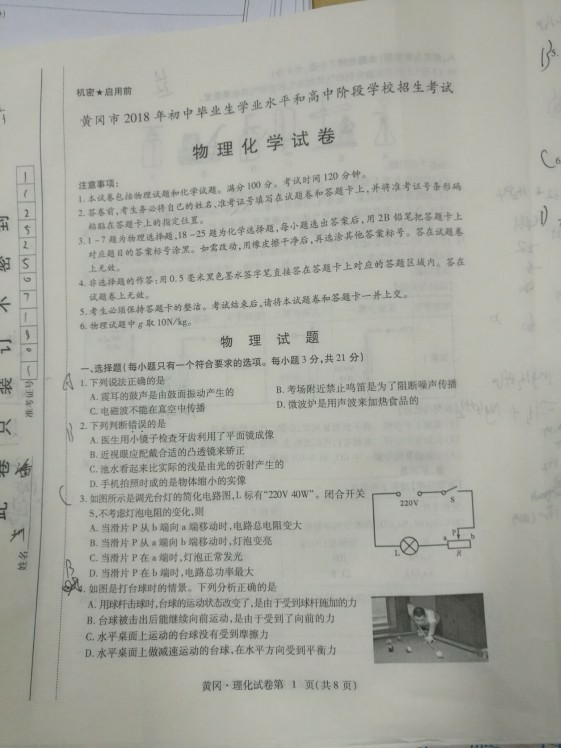 机密★启用前
黄冈市 2018 年初中毕业生学业水平和高中阶段学校招生考试
物理化学试卷
注意事项:
1. 本试卷包括物理试题和化学试题。满分 100 分。考试时间 120 分钟。
2. 答卷前,考生务必将自己的姓名、准考证号填写在试题卷和答题卡上,并将准考证号条形码
粘贴在答题卡上的指定位置。
3. 1－7 题为物理选择题,18－25题为化学选择题,每小题选出答案后,用 2B 铅笔把答题卡上
对应题目的答案标号涂黑。如需改动,用橡皮擦干净后,再选涂其他答案标号。答在试题卷
上无效。
4. 非选择题的作答:用 0.5 毫米黑色墨水签字笔直接答在答题卡上对应的答题区域内。答在
试题卷上无效。
5. 考生必须保持答题卡的整洁。考试结束后,请将本试题卷和答题卡一并上交。
6. 物理试题中 g 取 10N/kg。
物 理 试 题
一、选择题(每小题只有一个符合要求的选项。每小题 3 分,共 21 分)
A 1. 下列说法正确的是
A. 震耳的鼓声是由鼓面振动产生的 B. 考场附近禁止鸣笛是为了阻断噪声传播
C. 电磁波不能在真空中传播 D. 微波炉是用声波来加热食品的
2. 下列判断错误的是
A. 医生用小镜子检查牙齿利用了平面镜成像
B. 近视眼应配戴合适的凸透镜来矫正
C. 池水看起来比实际的浅是由光的折射产生的
D. 手机拍照时成的是物体缩小的实像
C 3. 如图所示是调光台灯的简化电路图,L 标有“220V 40W”。闭合开关
S,不考虑灯泡电阻的变化,则
A. 当滑片 P 从 b 端向 a 端移动时,电路总电阻变大
B. 当滑片 P 从 a 端向 b 端移动时,灯泡变亮
C. 当滑片 P 在 a 端时,灯泡正常发光
D. 当滑片 P 在 b 端时,电路总功率最大
220V S
P
a b
L R
4. 如图是打台球时的情景。下列分析正确的是
A. 用球杆击球时,台球的运动状态改变了,是由于受到球杆施加的力
B. 台球被击出后能继续向前运动,是由于受到了向前的力
C. 水平桌面上运动的台球没有受到摩擦力
D. 水平桌面上做减速运动的台球,在水平方向受到平衡力
黄冈·理化试卷第 1 页(共 8 页)
此 卷 只 装 订 不 密 封
姓名
准考证号